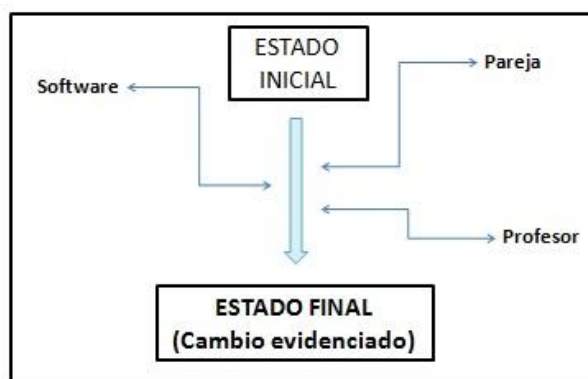 ESTADO
INICIAL
Software
Pareja
Profesor
ESTADO FINAL
(Cambio evidenciado)